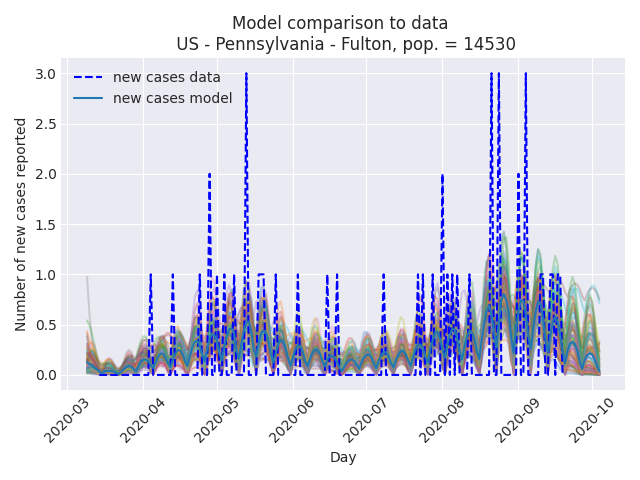 Model comparison to data
US - Pennsylvania - Fulton, pop. = 14530
new cases data
new cases model
Number of new cases reported
3.0
2.5
2.0
1.5
1.0
0.5
0.0
2020-03
2020-04
2020-05
2020-06
2020-07
2020-08
2020-09
2020-10
Day